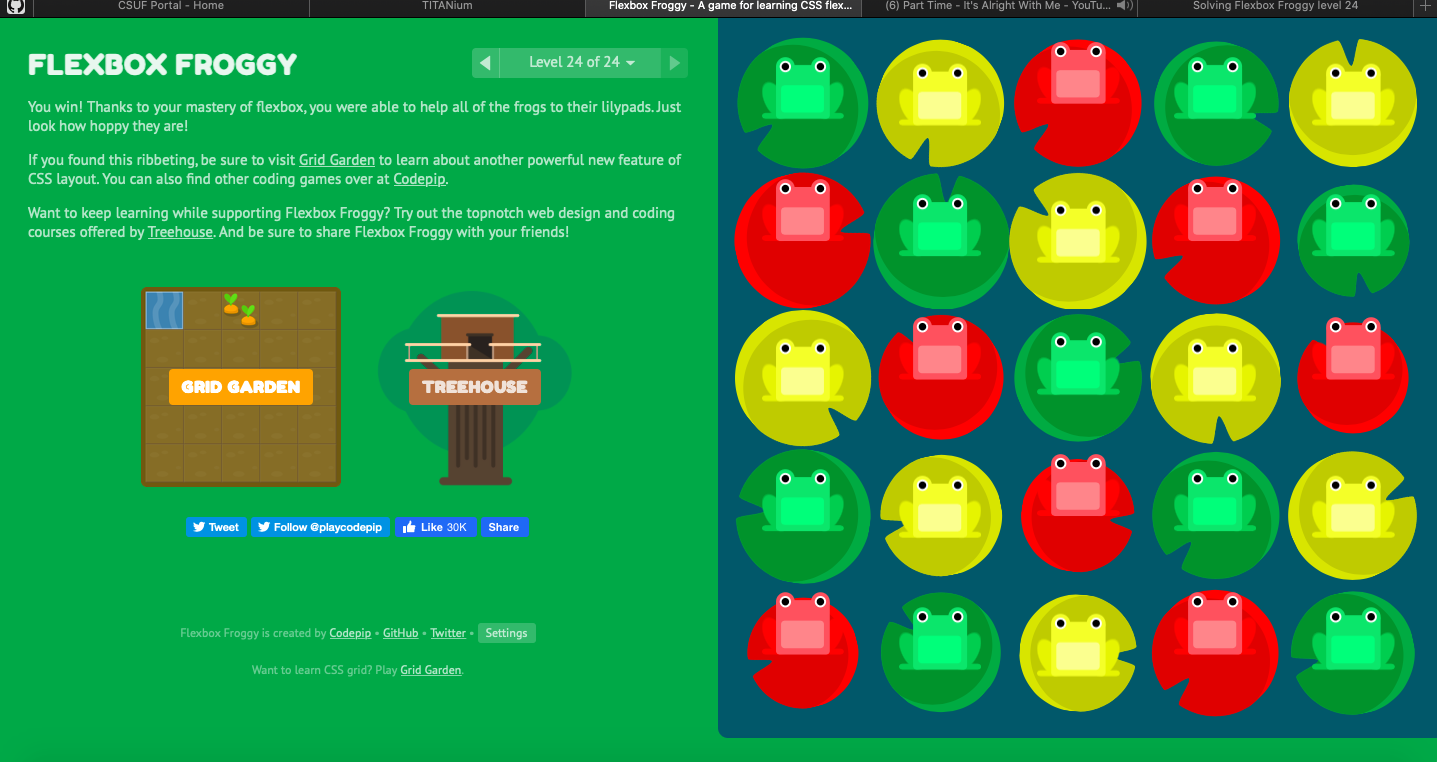 CSUF Portal - Home
TITANium
Flexbox Froggy - A game for learning CSS flex...
(6) Part Time - It's Alright With Me - YouTu...
Solving Flexbox Froggy level 24
FLEXBOX FROGGY
Level 24 of 24
You win! Thanks to your mastery of flexbox, you were able to help all of the frogs to their lilypads. Just
look how hoppy they are!
If you found this ribbeting, be sure to visit Grid Garden to learn about another powerful new feature of
CSS layout. You can also find other coding games over at Codepip.
Want to keep learning while supporting Flexbox Froggy? Try out the topnotch web design and coding
courses offered by Treehouse. And be sure to share Flexbox Froggy with your friends!
GRID GARDEN
TREEHOUSE
Tweet
Follow @playcodepip
Like 30K
Share
Flexbox Froggy is created by Codepip • GitHub • Twitter • Settings
Want to learn CSS grid? Play Grid Garden.